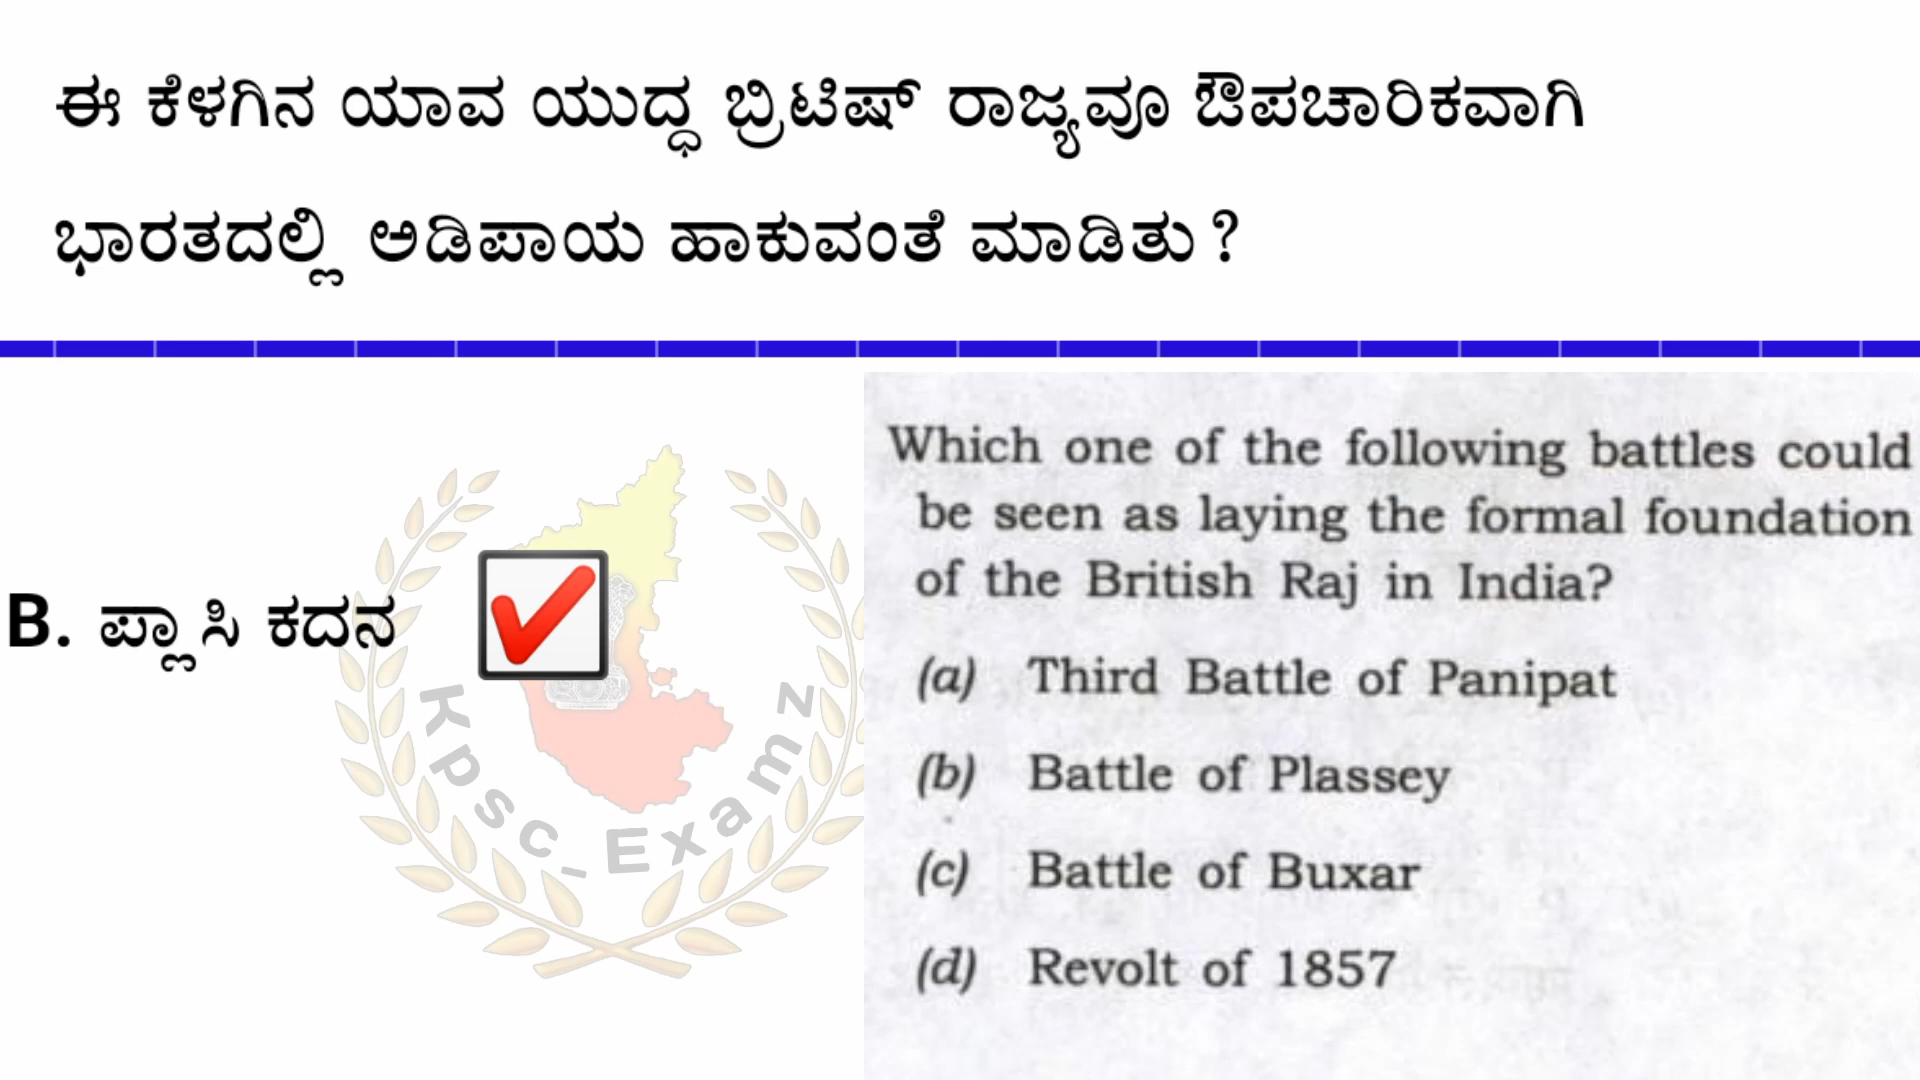 ಈ ಕೆಳಗಿನ ಯಾವ ಯುದ್ಧ ಬ್ರಿಟಿಷ್ ರಾಜ್ಯವೂ ಔಪಚಾರಿಕವಾಗಿ
ಭಾರತದಲ್ಲಿ ಅಡಿಪಾಯ ಹಾಕುವಂತೆ ಮಾಡಿತು?
B. ಪ್ಲಾಸಿ ಕದನ
Kpsc_Examz
Which one of the following battles could
be seen as laying the formal foundation
of the British Raj in India?
(a) Third Battle of Panipat
(b) Battle of Plassey
(c) Battle of Buxar
(d) Revolt of 1857